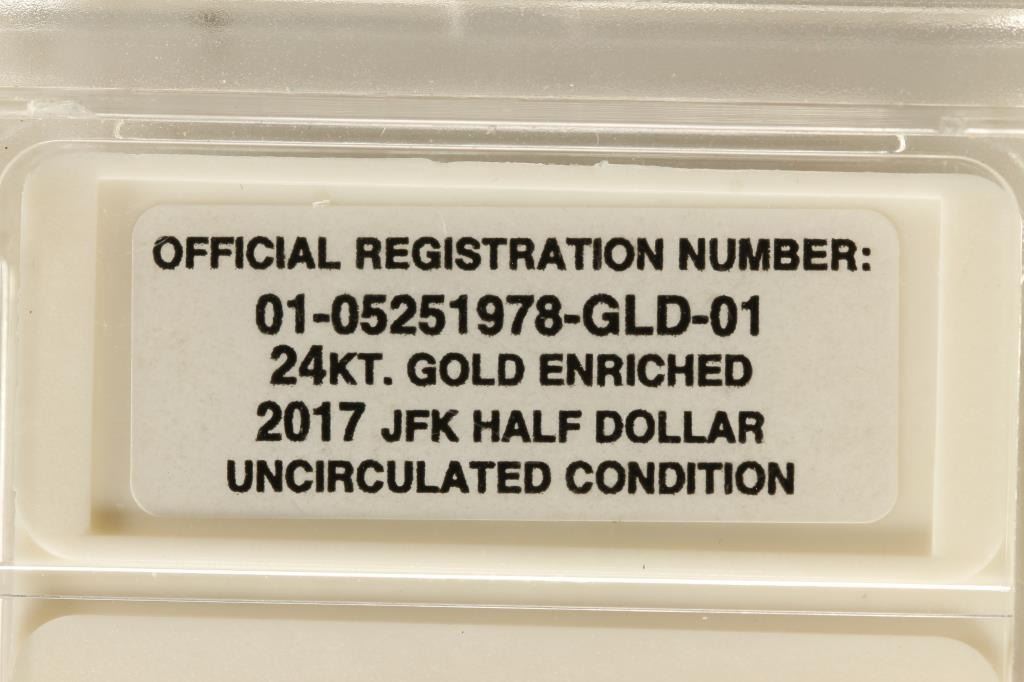 OFFICIAL REGISTRATION NUMBER:
01-05251978-GLD-01
24KT. GOLD ENRICHED
2017 JFK HALF DOLLAR
UNCIRCULATED CONDITION